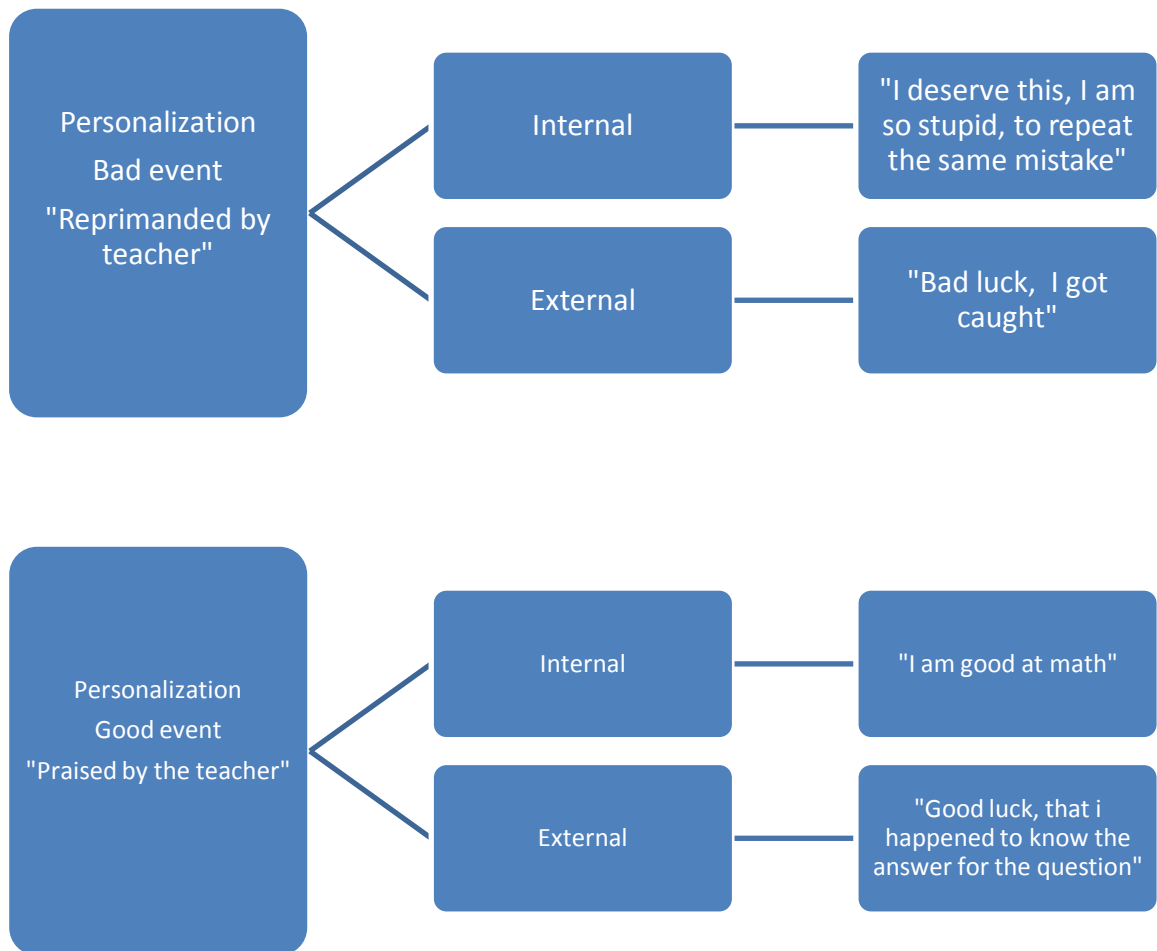 Personalization
Bad event
"Reprimanded by
teacher"
Internal
"I deserve this, I am
so stupid, to repeat
the same mistake"
External
"Bad luck,  I got
caught"
Personalization
Good event
"Praised by the teacher"
Internal
"I am good at math"
External
"Good luck, that i
happened to know the
answer for the question"